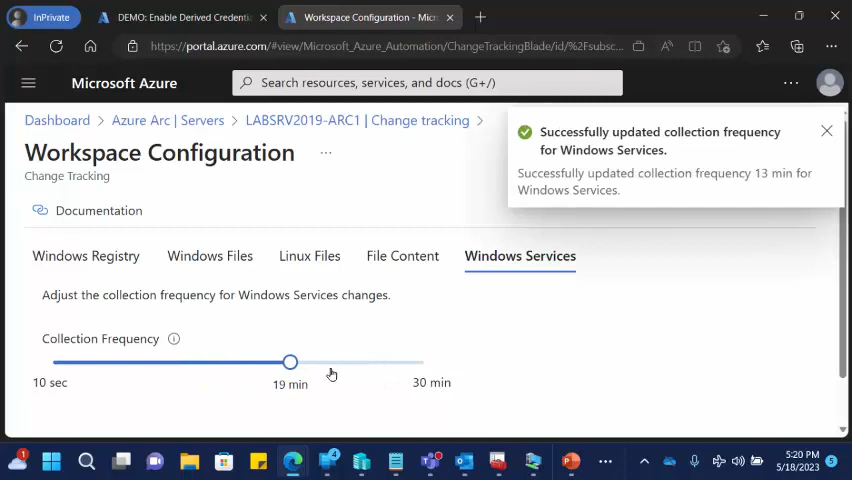 InPrivate
DEMO: Enable Derived Credentia
Workspace Configuration - Micr
https://portal.azure.com/#view/Microsoft_Azure_Automation/ChangeTrackingBlade/id/%2Fsubsc...
Microsoft Azure
Search resources, services, and docs (G+/)
Dashboard > Azure Arc | Servers > LABSRV2019-ARC1 | Change tracking >
Workspace Configuration ...
Change Tracking
Successfully updated collection frequency
for Windows Services.
Successfully updated collection frequency 13 min for
Windows Services.
Documentation
Windows Registry
Windows Files
Linux Files
File Content
Windows Services
Adjust the collection frequency for Windows Services changes.
Collection Frequency
10 sec
19 min
30 min
1
4
5:20 PM
5/18/2023
5